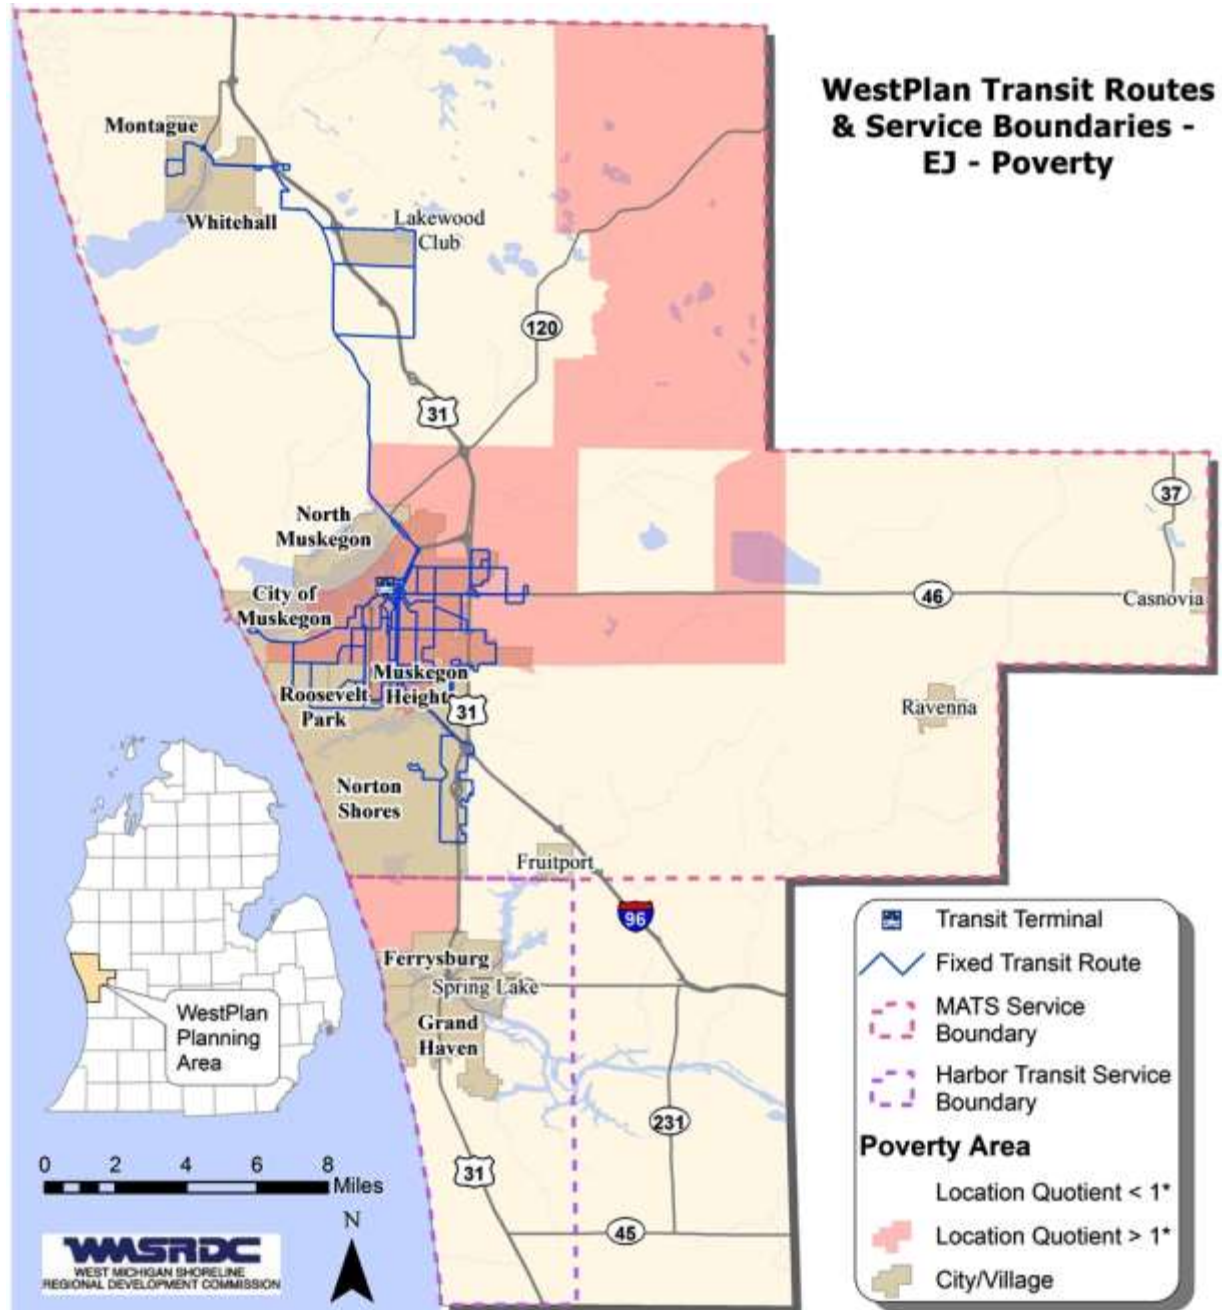 WestPlan Transit Routes
& Service Boundaries -
EJ - Poverty
Montague
Whitehall
Lakewood
Club
120
31
North
Muskegon
37
City of
Muskegon
46
Casnovia
Muskegon
Heights
Roosevelt
Park
31
Ravenna
Norton
Shores
Fruitport
96
Ferrysburg
Spring Lake
Grand
Haven
231
31
45
WestPlan
Planning
Area
0 2 4 6 8
Miles
N
WMSRDC
WEST MICHIGAN SHORELINE
REGIONAL DEVELOPMENT COMMISSION
Transit Terminal
Fixed Transit Route
MATS Service
Boundary
Harbor Transit Service
Boundary
Poverty Area
Location Quotient < 1*
Location Quotient > 1*
City/Village